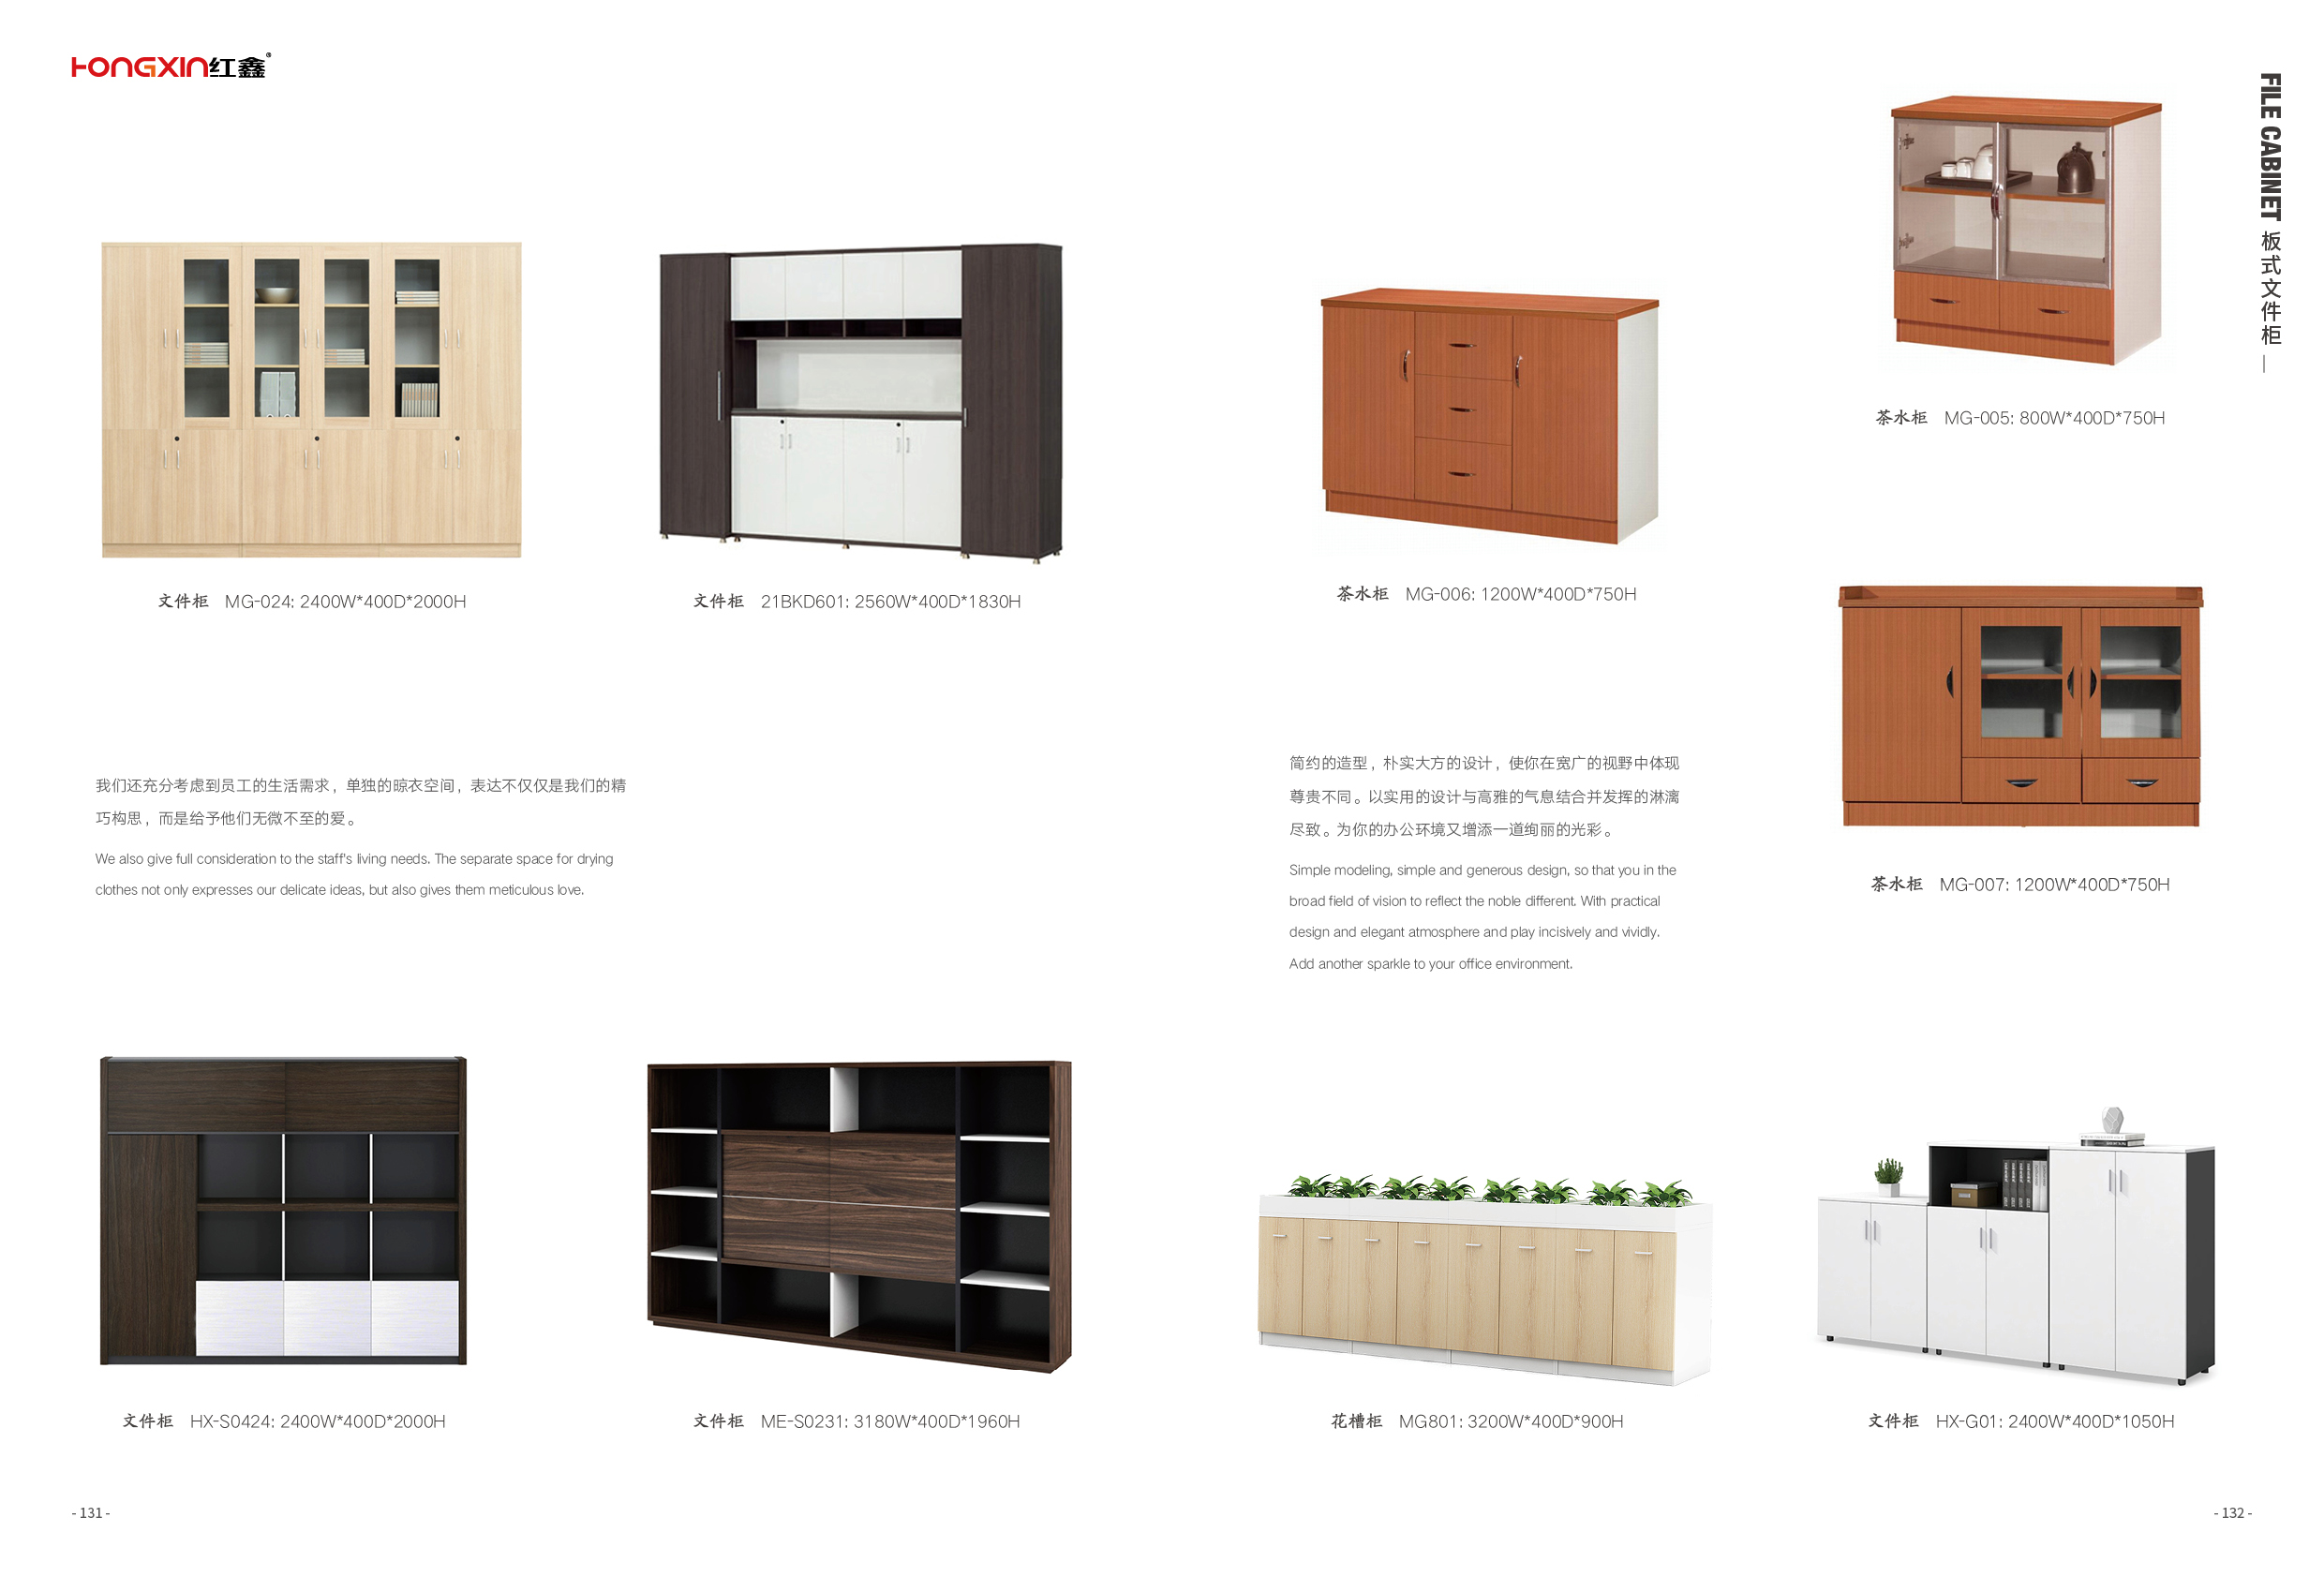 HONGXIN红鑫®
文件柜 MG-024: 2400W*400D*2000H
文件柜 21BKD601: 2560W*400D*1830H
我们还充分考虑到员工的生活需求，单独的晾衣空间，表达不仅仅是我们的精
巧构思，而是给予他们无微不至的爱。
We also give full consideration to the staff's living needs. The separate space for drying
clothes not only expresses our delicate ideas, but also gives them meticulous love.
文件柜 HX-S0424: 2400W*400D*2000H
文件柜 ME-S0231: 3180W*400D*1960H
- 131 -
FILE CABINET 板式文件柜
茶水柜 MG-005: 800W*400D*750H
茶水柜 MG-006: 1200W*400D*750H
茶水柜 MG-007: 1200W*400D*750H
简约的造型，朴实大方的设计，使你在宽广的视野中体现
尊贵不同。以实用的设计与高雅的气息结合并发挥的淋漓
尽致。为你的办公环境又增添一道绚丽的光彩。
Simple modeling, simple and generous design, so that you in the
broad field of vision to reflect the noble different. With practical
design and elegant atmosphere and play incisively and vividly.
Add another sparkle to your office environment.
花槽柜 MG801: 3200W*400D*900H
文件柜 HX-G01: 2400W*400D*1050H
- 132 -